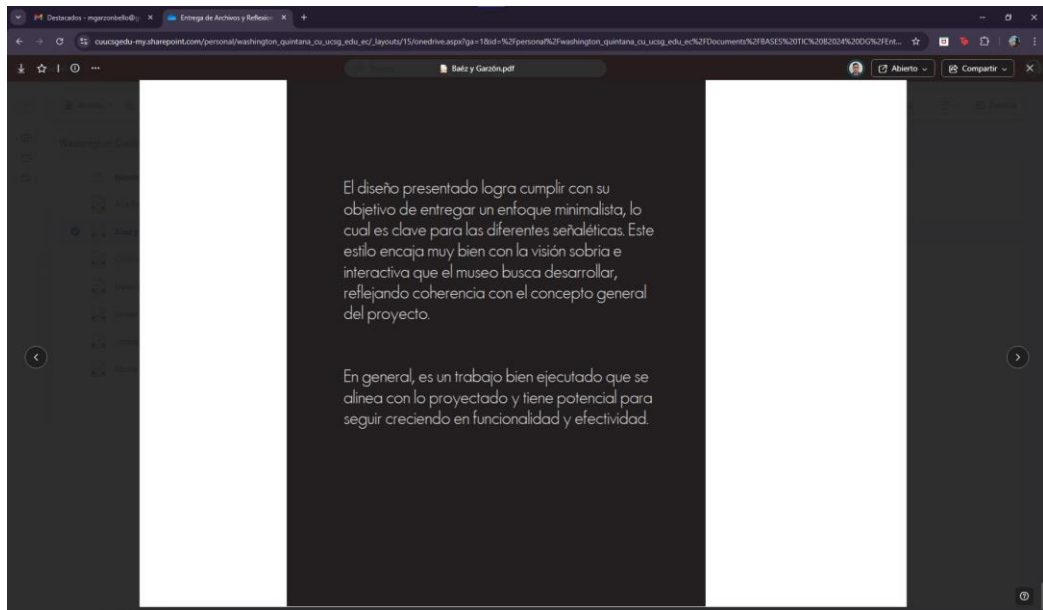 Destacados - mgarzonbello@g
Entrega de Archivos y Reflexion
cuucsgedu-my.sharepoint.com/personal/washington_quintana_cu_ucsg_edu_ec/_layouts/15/onedrive.aspx?ga=1&id=%2Fpersonal%2Fwashington_quintana_cu_ucsg_edu_ec%2FDocuments%2FBASES%20TIC%20B2024%20DG%2FEnt...
Baéz y Garzón.pdf
Abierto
Compartir
El diseño presentado logra cumplir con su
objetivo de entregar un enfoque minimalista, lo
cual es clave para las diferentes señaléticas. Este
estilo encaja muy bien con la visión sobria e
interactiva que el museo busca desarrollar,
reflejando coherencia con el concepto general
del proyecto.
En general, es un trabajo bien ejecutado que se
alinea con lo proyectado y tiene potencial para
seguir creciendo en funcionalidad y efectividad.